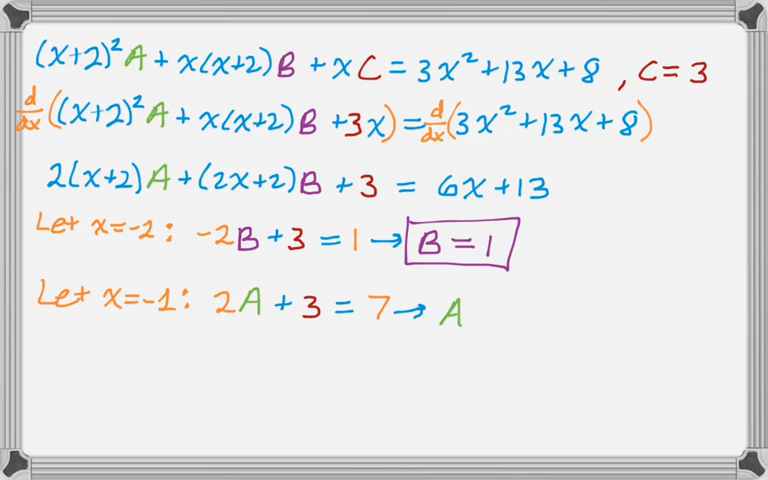 (x+2)²A + x(x+2)B + xC = 3x²+13x+8 , C=3
d/dx((x+2)²A + x(x+2)B + 3x) = d/dx(3x²+13x+8)
2(x+2)A + (2x+2)B + 3 = 6x+13
Let x=-2: -2B+3=1 → B=1
Let x=-1: 2A+3=7 → A